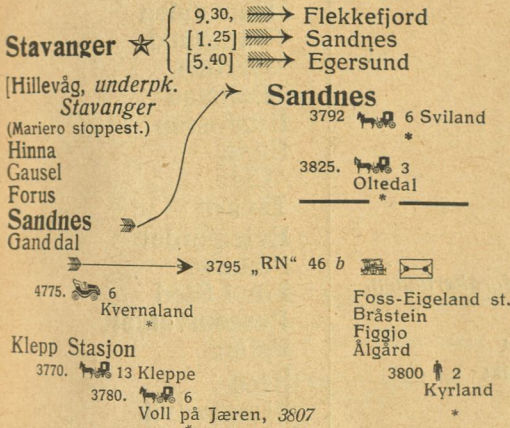 Stavanger
9.30, Flekkefjord
[1.25] Sandnes
[5.40] Egersund
[Hillevåg, underpk.
Stavanger
(Mariero stoppest.)
Hinna
Gausel
Forus
Sandnes
Ganddal
Sandnes
3792 6 Sviland
*
3825. 3
Oltedal
*
3795 „RN“ 46 b
Foss-Eigeland st.
Bråstein
Figgjo
Ålgård
3800 2
Kyrland
*
4775. 6
Kvernaland
*
Klepp Stasjon
3770. 13 Kleppe
3780. 6
Voll på Jæren, 3807
*